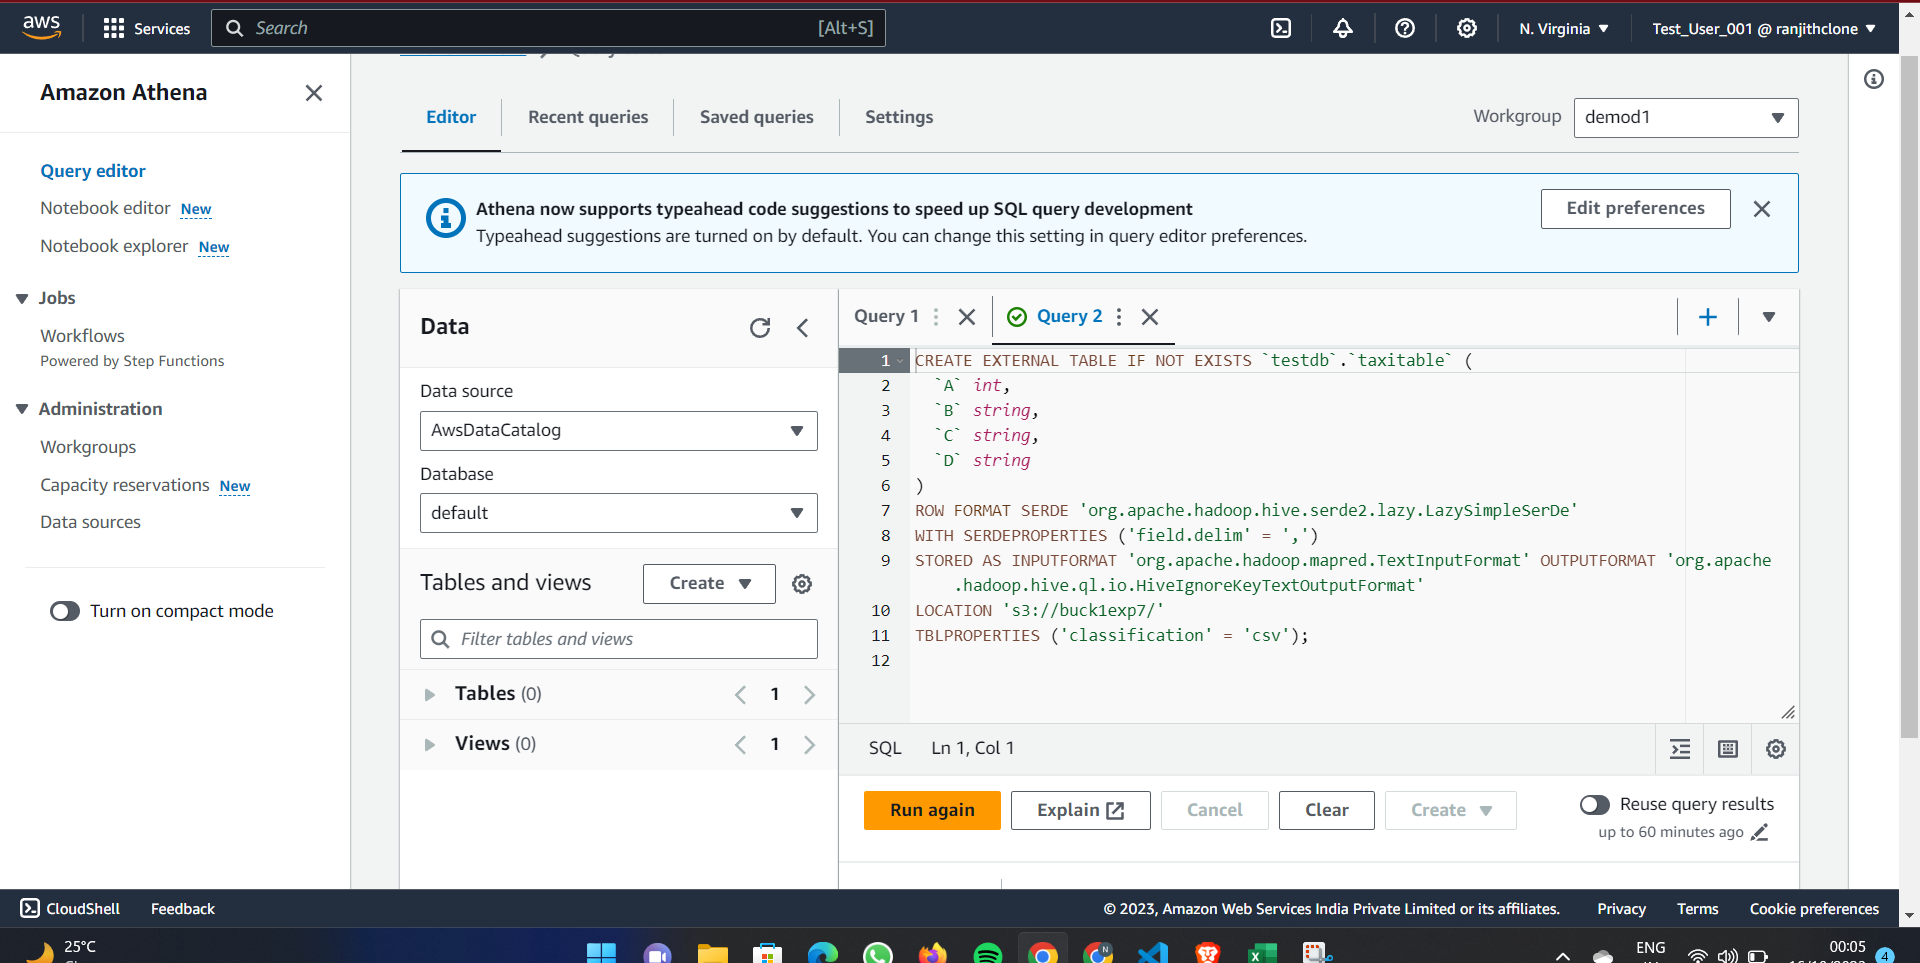 aws
Services
Search
[Alt+S]
N. Virginia
Test_User_001 @ ranjithclone
Amazon Athena
Query editor
Notebook editor New
Notebook explorer New
Jobs
Workflows
Powered by Step Functions
Administration
Workgroups
Capacity reservations New
Data sources
Turn on compact mode
Editor
Recent queries
Saved queries
Settings
Workgroup
demod1
Athena now supports typeahead code suggestions to speed up SQL query development
Typeahead suggestions are turned on by default. You can change this setting in query editor preferences.
Edit preferences
Data
Data source
AwsDataCatalog
Database
default
Tables and views
Create
Filter tables and views
Tables (0)
1
Views (0)
1
Query 1
Query 2
1 CREATE EXTERNAL TABLE IF NOT EXISTS `testdb`.`taxitable` (
2 `A` int,
3 `B` string,
4 `C` string,
5 `D` string
6 )
7 ROW FORMAT SERDE 'org.apache.hadoop.hive.serde2.lazy.LazySimpleSerDe'
8 WITH SERDEPROPERTIES ('field.delim' = ',')
9 STORED AS INPUTFORMAT 'org.apache.hadoop.mapred.TextInputFormat' OUTPUTFORMAT 'org.apache
.hadoop.hive.ql.io.HiveIgnoreKeyTextOutputFormat'
10 LOCATION 's3://buck1exp7/'
11 TBLPROPERTIES ('classification' = 'csv');
12
SQL
Ln 1, Col 1
Run again
Explain
Cancel
Clear
Create
Reuse query results
up to 60 minutes ago
CloudShell
Feedback
© 2023, Amazon Web Services India Private Limited or its affiliates.
Privacy
Terms
Cookie preferences
25°C
N
ENG
00:05
4